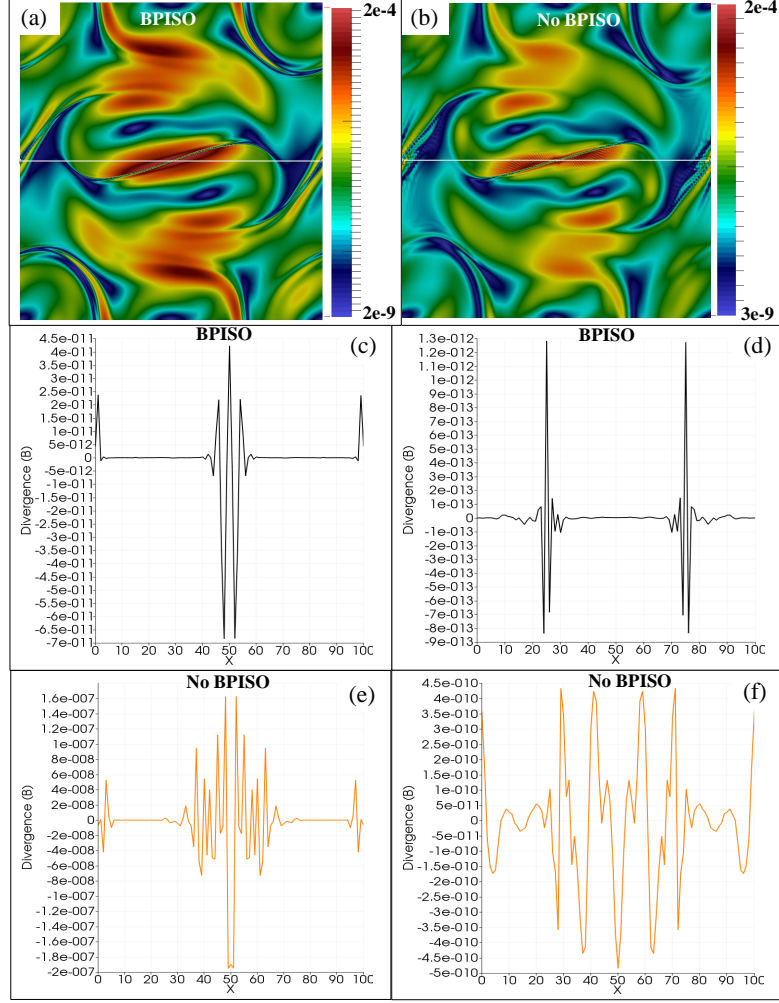 (a)
BPISO
2e-4
2e-9
(b)
No BPISO
2e-4
3e-9
BPISO
(c)
4.5e-011
4e-011
3.5e-011
3e-011
2.5e-011
2e-011
1.5e-011
1e-011
5e-012
0
-5e-012
-1e-011
-1.5e-011
-2e-011
-2.5e-011
-3e-011
-3.5e-011
-4e-011
-4.5e-011
-5e-011
-5.5e-011
-6e-011
-6.5e-011
-7e-011
Divergence (B)
0 10 20 30 40 50 60 70 80 90 100
X
BPISO
(d)
1.3e-012
1.2e-012
1.1e-012
1e-012
9e-013
8e-013
7e-013
6e-013
5e-013
4e-013
3e-013
2e-013
1e-013
0
-1e-013
-2e-013
-3e-013
-4e-013
-5e-013
-6e-013
-7e-013
-8e-013
-9e-013
Divergence (B)
0 10 20 30 40 50 60 70 80 90 100
X
No BPISO
(e)
1.6e-007
1.4e-007
1.2e-007
1e-007
8e-008
6e-008
4e-008
2e-008
0
-2e-008
-4e-008
-6e-008
-8e-008
-1e-007
-1.2e-007
-1.4e-007
-1.6e-007
-1.8e-007
-2e-007
Divergence (B)
0 10 20 30 40 50 60 70 80 90 100
X
No BPISO
(f)
4.5e-010
4e-010
3.5e-010
3e-010
2.5e-010
2e-010
1.5e-010
1e-010
5e-011
0
-5e-011
-1e-010
-1.5e-010
-2e-010
-2.5e-010
-3e-010
-3.5e-010
-4e-010
-4.5e-010
-5e-010
Divergence (B)
0 10 20 30 40 50 60 70 80 90 100
X